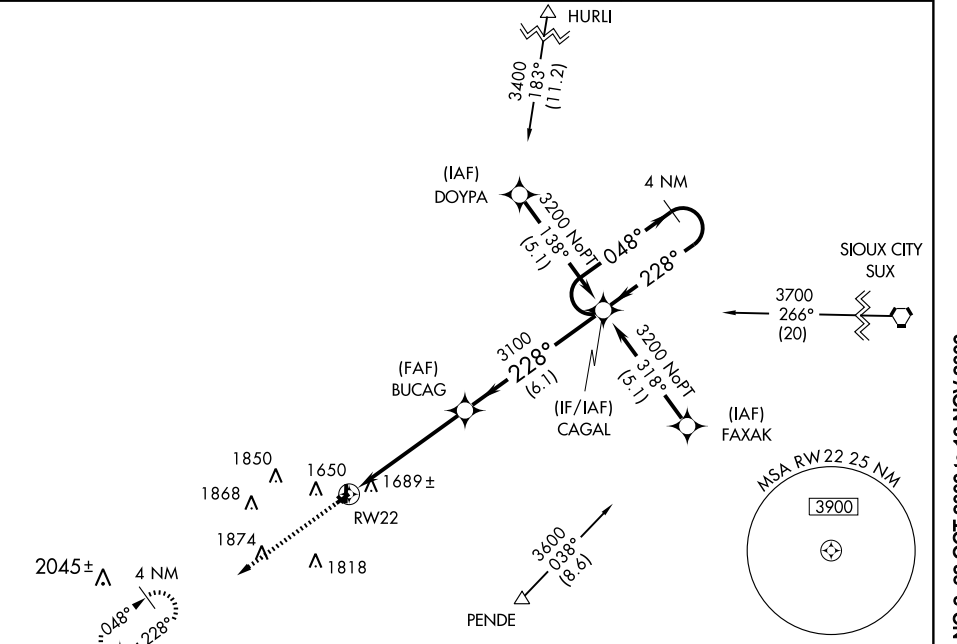 HURLI
3400
183°
(11.2)
(IAF)
DOYPA
4 NM
3200 NoPT
138°
(5.1)
048°
228°
SIOUX CITY
SUX
3700
266°
(20)
3100
228°
(6.1)
(FAF)
BUCAG
3200 NoPT
318°
(5.1)
(IF/IAF)
CAGAL
(IAF)
FAXAK
1850
1650
1689±
1868
RW22
MSA RW22 25 NM
3900
1874
1818
2045±
4 NM
048°
228°
3600
038°
(8.6)
PENDE